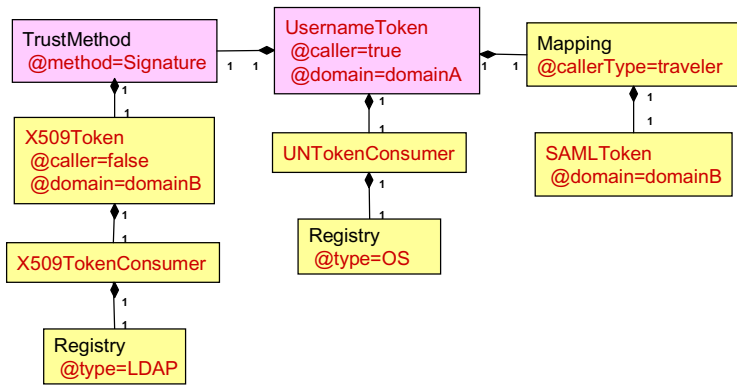 TrustMethod
@method=Signature
1
1
UsernameToken
@caller=true
@domain=domainA
1
1
Mapping
@callerType=traveler
1
1
X509Token
@caller=false
@domain=domainB
1
1
UNTokenConsumer
1
1
SAMLToken
@domain=domainB
1
1
X509TokenConsumer
1
1
Registry
@type=OS
1
1
Registry
@type=LDAP